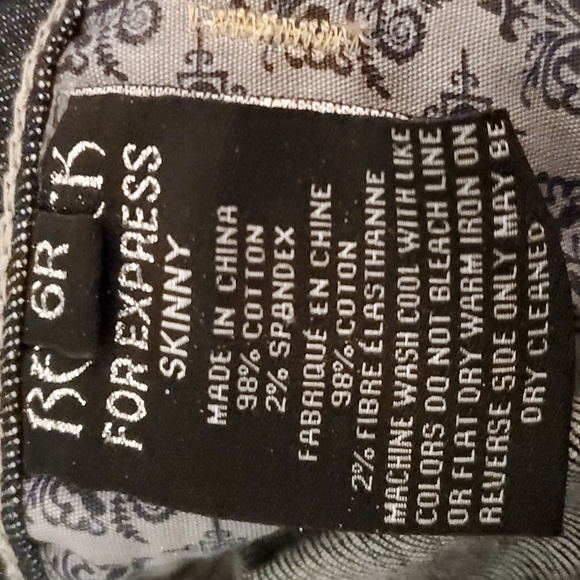 6R
FOR EXPRESS
SKINNY
MADE IN CHINA
98% COTTON
2% SPANDEX
FABRIQUÉ EN CHINE
98% COTON
2% FIBRE ÉLASTHANNE
MACHINE WASH COOL WITH LIKE
COLORS DO NOT BLEACH LINE
OR FLAT DRY WARM IRON ON
REVERSE SIDE ONLY MAY BE
DRY CLEANED